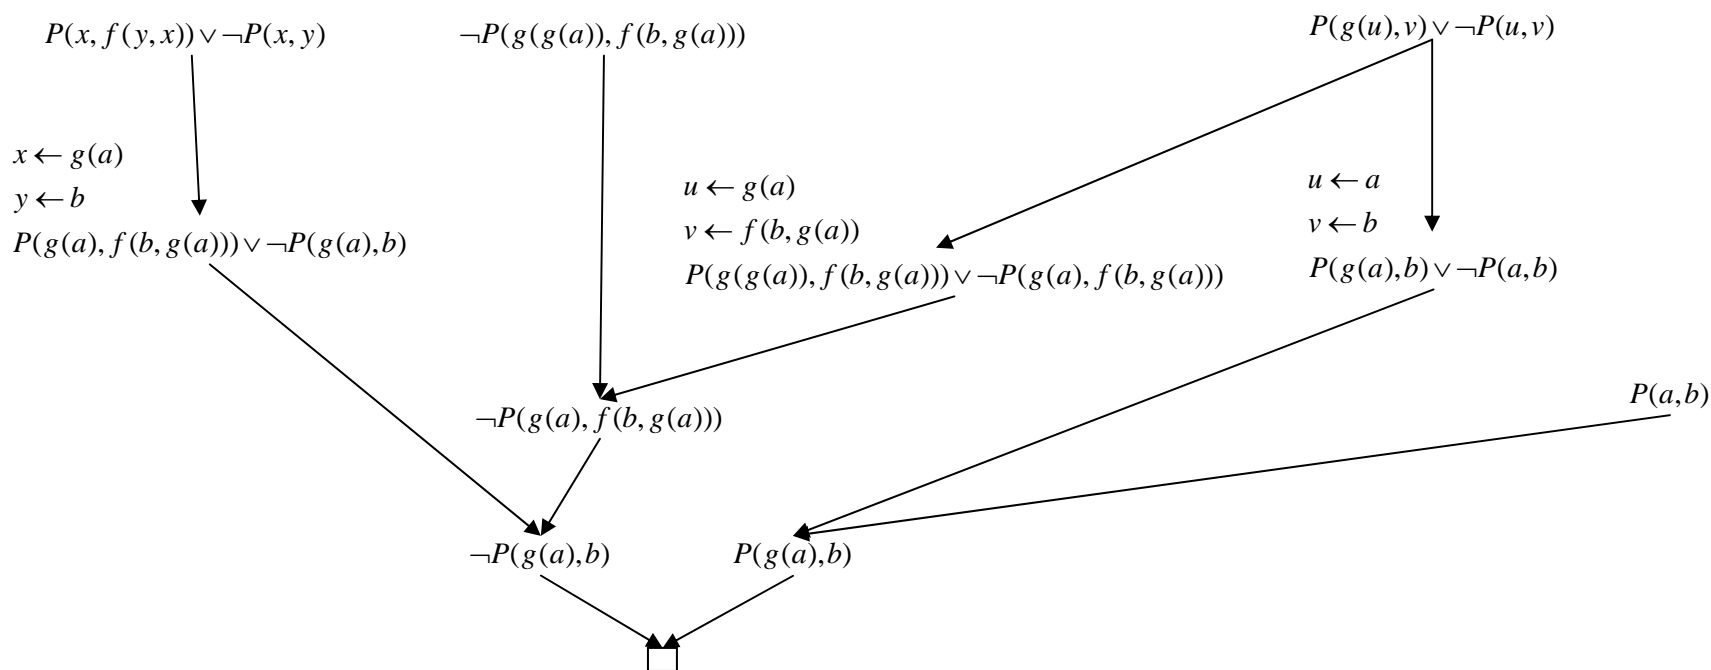 P(x, f(y, x)) ∨ ¬P(x, y)
¬P(g(g(a)), f(b, g(a)))
P(g(u), v) ∨ ¬P(u, v)
x ← g(a)
y ← b
P(g(a), f(b, g(a))) ∨ ¬P(g(a), b)
u ← g(a)
v ← f(b, g(a))
P(g(g(a)), f(b, g(a))) ∨ ¬P(g(a), f(b, g(a)))
u ← a
v ← b
P(g(a), b) ∨ ¬P(a, b)
P(a, b)
¬P(g(a), f(b, g(a)))
¬P(g(a), b)
P(g(a), b)